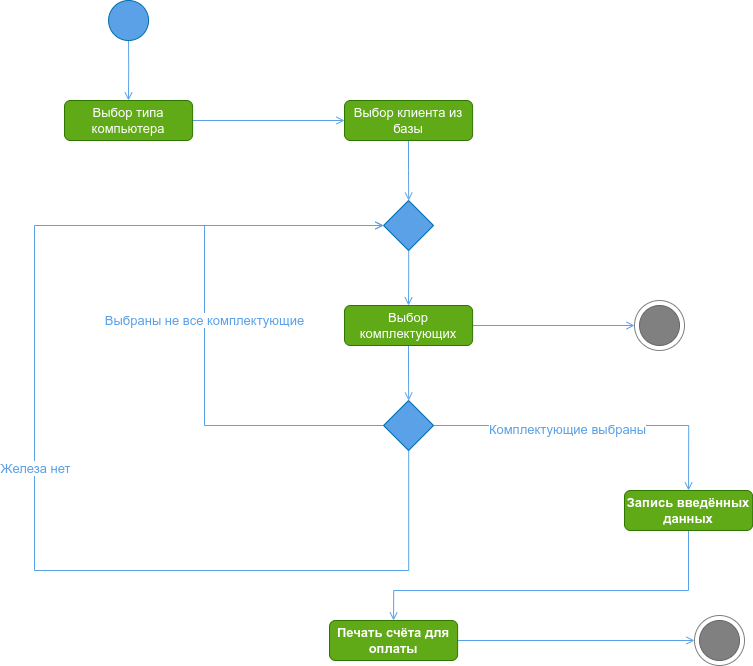 Выбор типа
компьютера
Выбор клиента из
базы
Выбраны не все комплектующие
Выбор
комплектующих
Комплектующие выбраны
Железа нет
Запись введённых
данных
Печать счёта для
оплаты